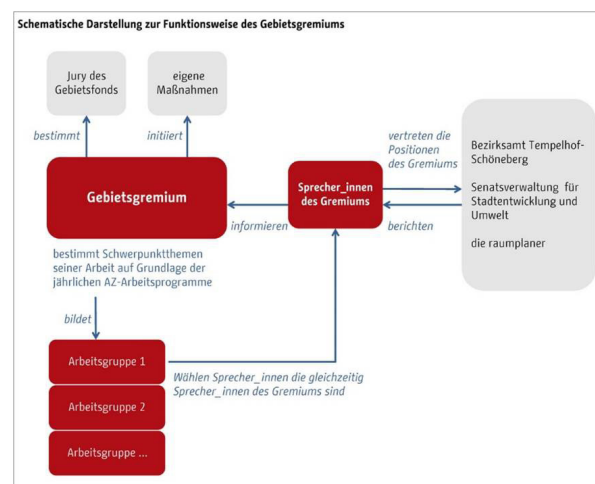 Schematische Darstellung zur Funktionsweise des Gebietsgremiums
Jury des
Gebietsfonds
eigene
Maßnahmen
bestimmt
initiiert
vertreten die
Positionen
des Gremiums
Bezirksamt Tempelhof-
Schöneberg
Senatsverwaltung für
Stadtentwicklung und
Umwelt
die raumplaner
Gebietsgremium
Sprecher_innen
des Gremiums
informieren
berichten
bestimmt Schwerpunktthemen
seiner Arbeit auf Grundlage der
jährlichen AZ-Arbeitsprogramme
bildet
Arbeitsgruppe 1
Wählen Sprecher_innen die gleichzeitig
Sprecher_innen des Gremiums sind
Arbeitsgruppe 2
Arbeitsgruppe ...